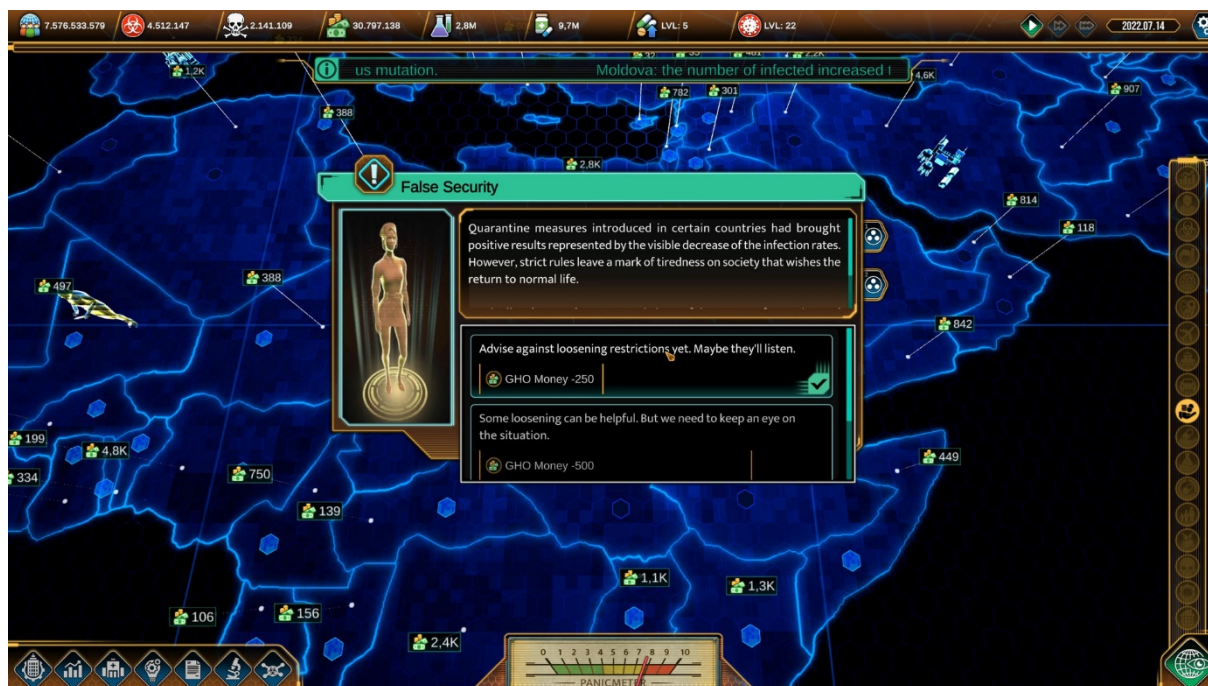 7.576.533.579
4.512.147
2.141.109
30.797.138
2,8M
9,7M
LVL: 5
LVL: 22
2022.07.14
us mutation. Moldova: the number of infected increased t
1,2K
4,6K
782
301
907
388
2.8K
814
118
388
497
842
False Security
Quarantine measures introduced in certain countries had brought
positive results represented by the visible decrease of the infection rates.
However, strict rules leave a mark of tiredness on society that wishes the
return to normal life.
Advise against loosening restrictions yet. Maybe they'll listen.
GHO Money -250
Some loosening can be helpful. But we need to keep an eye on
the situation.
GHO Money -500
199
4,8K
334
750
449
139
1,1K
1,3K
106
156
2,4K
0 1 2 3 4 5 6 7 8 9 10
PANICMETER